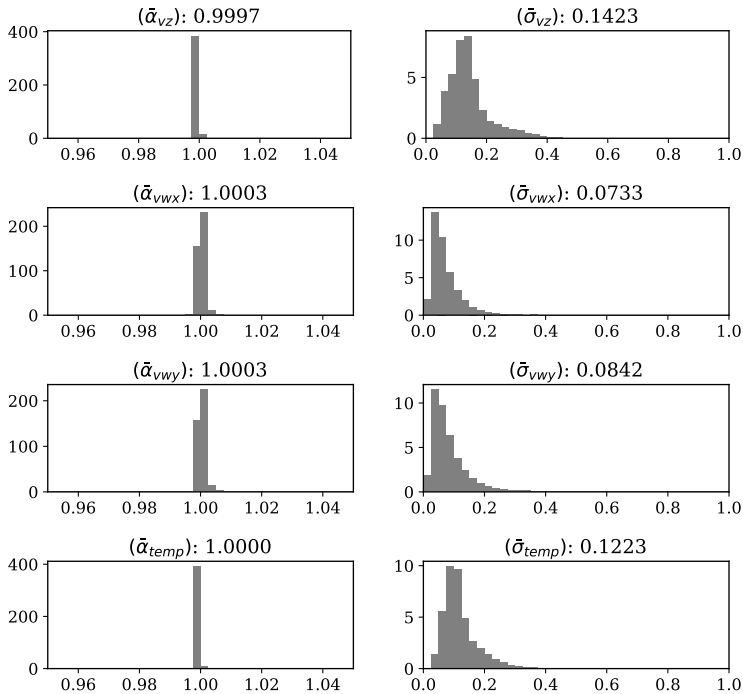 (ᾱ_vz): 0.9997
400
200
0
0.96 0.98 1.00 1.02 1.04
(σ̄_vz): 0.1423
5
0
0.0 0.2 0.4 0.6 0.8 1.0
(ᾱ_vwx): 1.0003
200
100
0
0.96 0.98 1.00 1.02 1.04
(σ̄_vwx): 0.0733
10
5
0
0.0 0.2 0.4 0.6 0.8 1.0
(ᾱ_vwy): 1.0003
200
100
0
0.96 0.98 1.00 1.02 1.04
(σ̄_vwy): 0.0842
10
5
0
0.0 0.2 0.4 0.6 0.8 1.0
(ᾱ_temp): 1.0000
400
200
0
0.96 0.98 1.00 1.02 1.04
(σ̄_temp): 0.1223
10
5
0
0.0 0.2 0.4 0.6 0.8 1.0